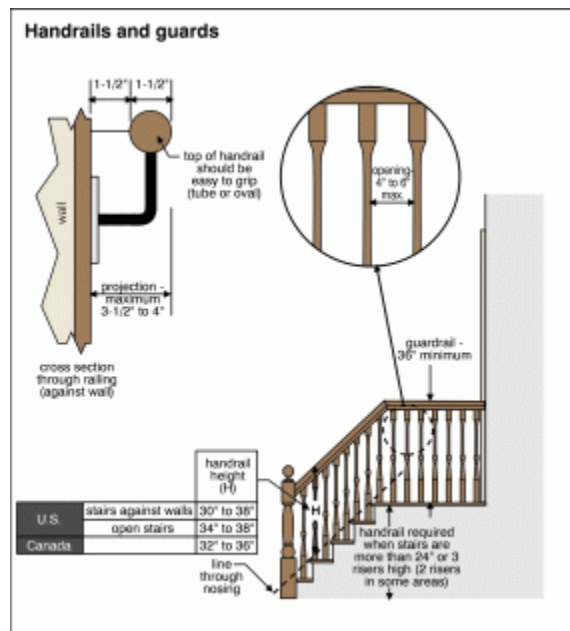 Handrails and guards
1-1/2" 1-1/2"
top of handrail
should be
easy to grip
(tube or oval)
wall
projection -
maximum
3-1/2" to 4"
cross section
through railing
(against wall)
opening-
4" to 6"
max.
guardrail -
36" minimum
handrail
height
(H)
U.S.
stairs against walls 30" to 38"
open stairs 34" to 38"
Canada 32" to 36"
H
line
through
nosing
handrail required
when stairs are
more than 24" or 3
risers high (2 risers
in some areas)